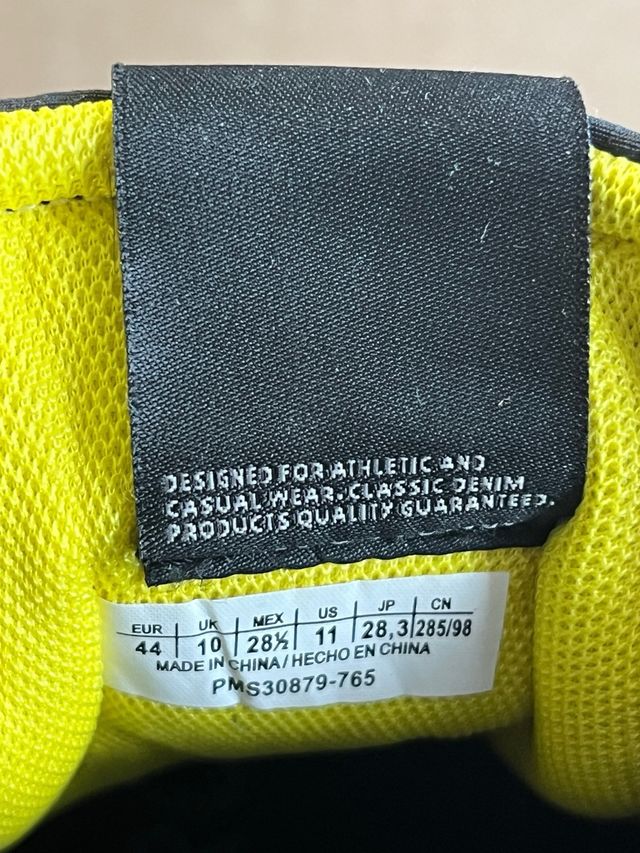 DESIGNED FOR ATHLETIC AND
CASUAL WEAR. CLASSIC DENIM
PRODUCTS QUALITY GUARANTEED.
EUR UK MEX US JP CN
44 10 28½ 11 28,3 285/98
MADE IN CHINA / HECHO EN CHINA
PMS30879-765